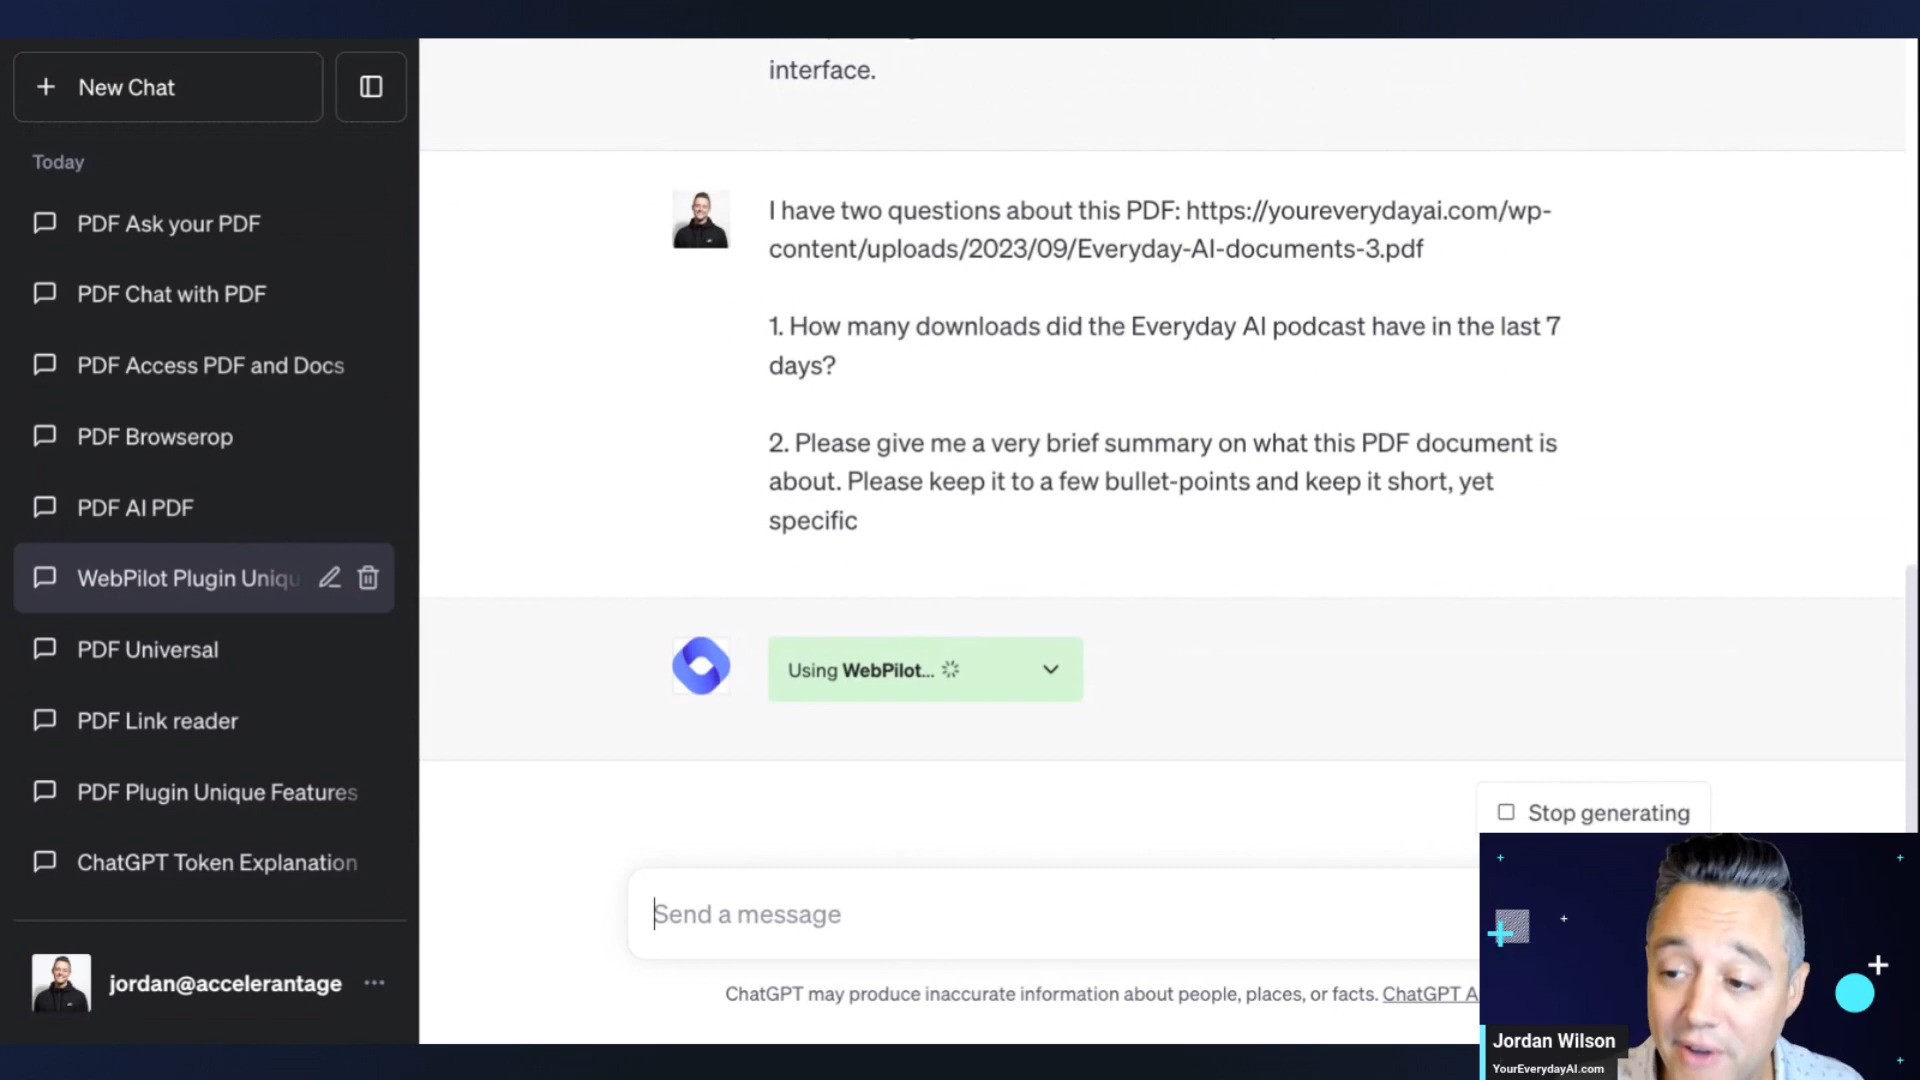 New Chat
Today
PDF Ask your PDF
PDF Chat with PDF
PDF Access PDF and Docs
PDF Browserop
PDF AI PDF
WebPilot Plugin Uniqu
PDF Universal
PDF Link reader
PDF Plugin Unique Features
ChatGPT Token Explanation
jordan@accelerantage
interface.
I have two questions about this PDF: https://youreverydayai.com/wp-
content/uploads/2023/09/Everyday-AI-documents-3.pdf
1. How many downloads did the Everyday AI podcast have in the last 7
days?
2. Please give me a very brief summary on what this PDF document is
about. Please keep it to a few bullet-points and keep it short, yet
specific
Using WebPilot...
Stop generating
Send a message
ChatGPT may produce inaccurate information about people, places, or facts. ChatGPT A
Jordan Wilson
YourEverydayAI.com